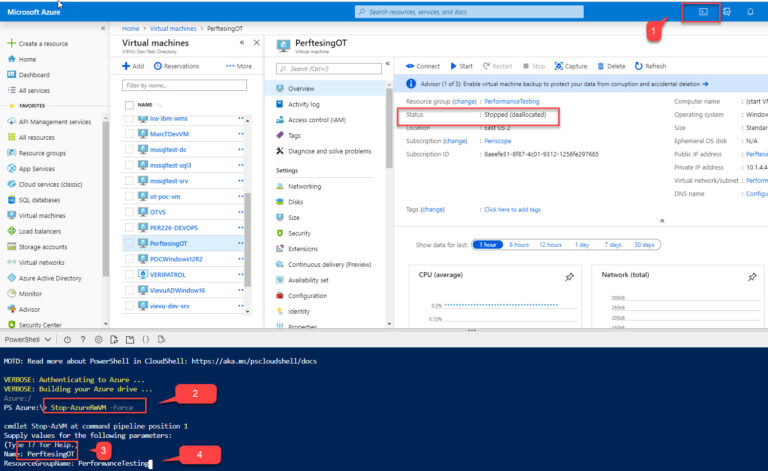 Microsoft Azure
Search resources, services, and docs
1
Create a resource
Home
Dashboard
All services
FAVORITES
API Management services
All resources
Resource groups
App Services
Cloud services (classic)
SQL databases
Virtual machines
Load balancers
Storage accounts
Virtual networks
Azure Active Directory
Monitor
Advisor
Security Center
Home > Virtual machines > PerftesingOT
Virtual machines
VIEVU Dev-Test Directory
Add Reservations ··· More
Filter by name...
NAME
iva-ibm-wms
MarcTDevVM
mssqltest-dc
mssqltest-sql3
mssqltest-srv
ot-poc-vm
OTVS
PER226-DEVOPS
PerftesingOT
POCWindows12R2
VERIPATROL
VievuADWindow16
vievu-dev-srv
PerftesingOT
Virtual machine
Search (Ctrl+/)
Overview
Activity log
Access control (IAM)
Tags
Diagnose and solve problems
Settings
Networking
Disks
Size
Security
Extensions
Continuous delivery (Preview)
Availability set
Configuration
Identity
Properties
Connect Start Restart Stop Capture Delete Refresh
Advisor (1 of 3): Enable virtual machine backup to protect your data from corruption and accidental deletion →
Resource group (change) : PerformanceTesting
Status : Stopped (deallocated)
Location : East US 2
Subscription (change) : Periscope
Subscription ID : 8aeefe31-8f87-4c01-9312-1256fe297685
Computer name : (start VM
Operating system : Window
Size : Standar
Ephemeral OS disk : N/A
Public IP address : Perftesin
Private IP address : 10.1.4.4
Virtual network/subnet : Perform
DNS name : Configur
Tags (change) : Click here to add tags
Show data for last: 1 hour 6 hours 12 hours 1 day 7 days 30 days
CPU (average)
0.2%
0.15%
Network (total)
300kB
250kB
200kB
PowerShell
MOTD: Read more about PowerShell in CloudShell: https://aka.ms/pscloudshell/docs
VERBOSE: Authenticating to Azure ...
VERBOSE: Building your Azure drive ...
Azure:/
PS Azure:\> Stop-AzureRmVM -Force
2
cmdlet Stop-AzVM at command pipeline position 1
Supply values for the following parameters:
(Type !? for Help.)
Name: PerftesingOT
3
ResourceGroupName: PerformanceTesting
4